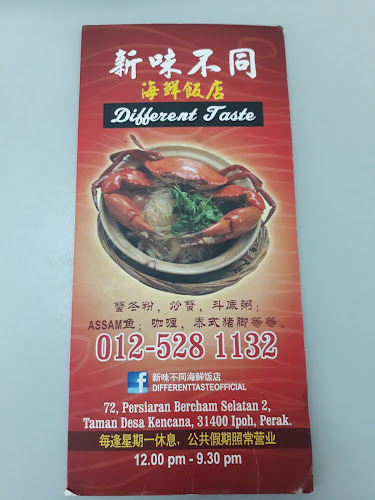 新味不同
海鲜飯店
Different Taste
蟹冬粉，炒蟹，斗底粥；
ASSAM鱼；咖喱，泰式猪脚等等。
012-528 1132
f 新味不同海鲜饭店
DIFFERENTTASTEOFFICIAL
72, Persiaran Bercham Selatan 2,
Taman Desa Kencana, 31400 Ipoh, Perak.
每逢星期一休息，公共假期照常营业
12.00 pm - 9.30 pm